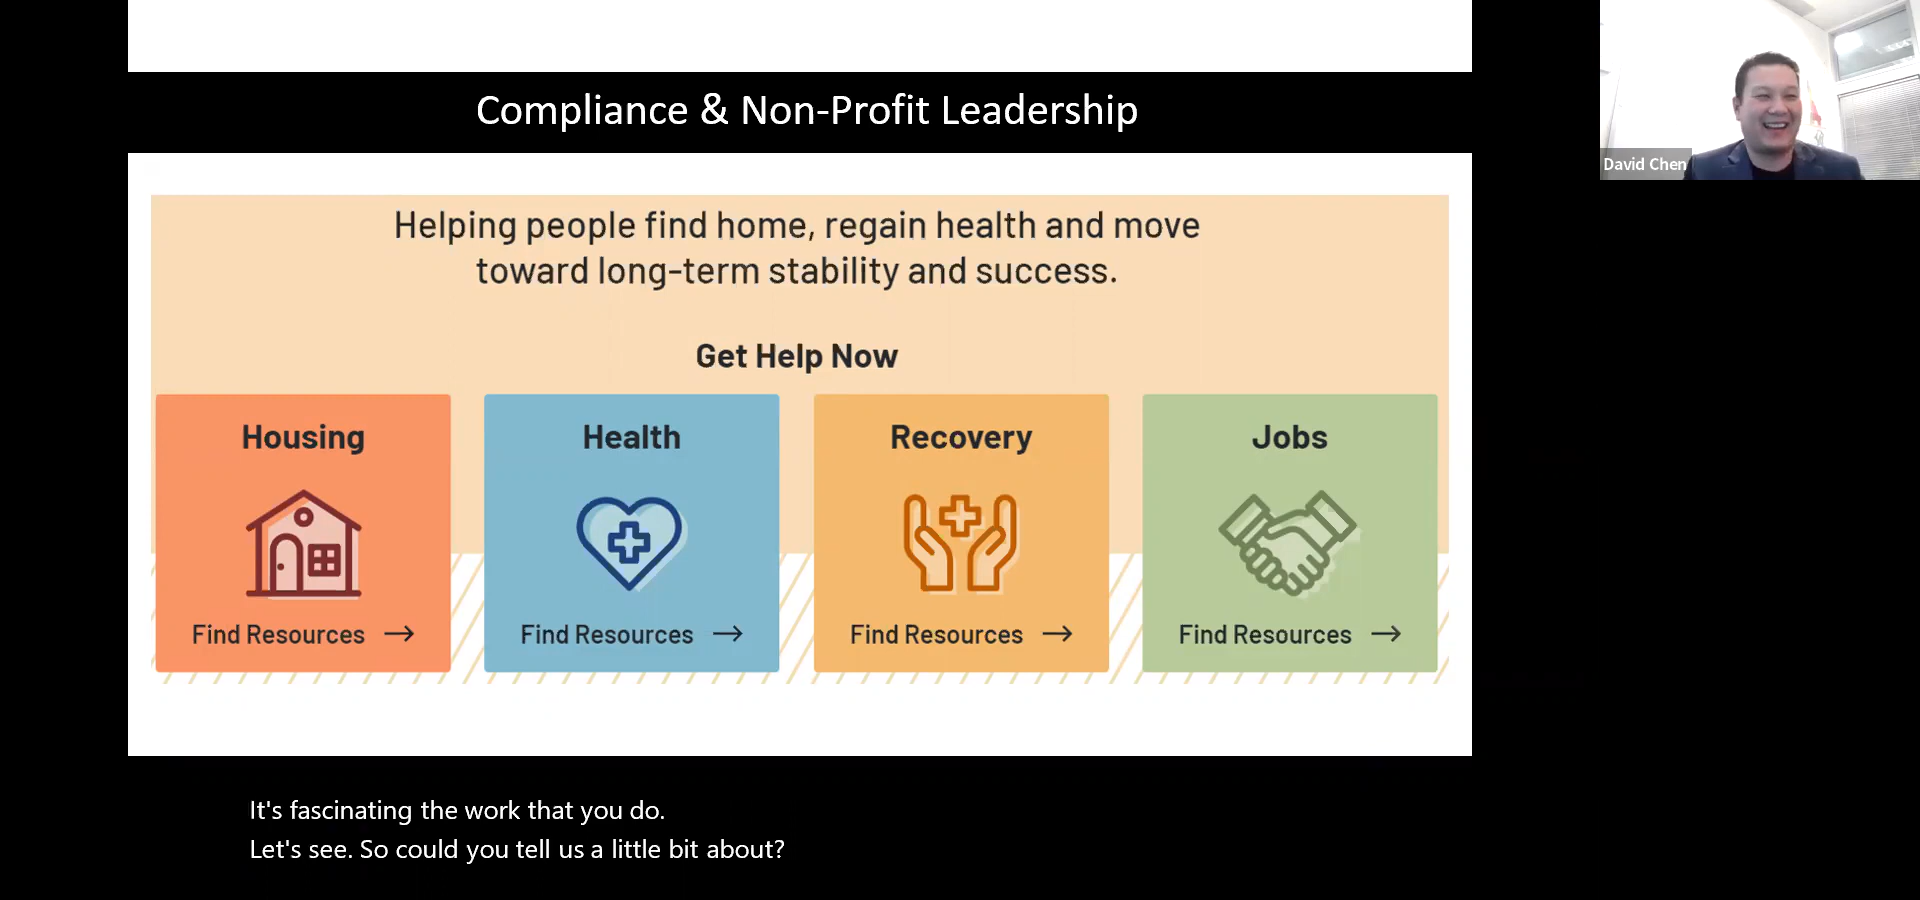 Compliance & Non-Profit Leadership
David Chen
Helping people find home, regain health and move
toward long-term stability and success.
Get Help Now
Housing
Health
Recovery
Jobs
Find Resources
Find Resources
Find Resources
Find Resources
It's fascinating the work that you do.
Let's see. So could you tell us a little bit about?